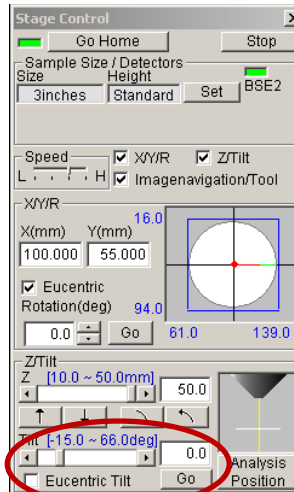 Stage Control
Go Home Stop
Sample Size / Detectors
Size Height
3inches Standard Set BSE2
Speed
L H
X/Y/R Z/Tilt
Imagenavigation/Tool
X/Y/R
16.0
X(mm) Y(mm)
100.000 55.000
Eucentric
Rotation(deg) 94.0
0.0 Go 61.0 139.0
Z/Tilt
Z [10.0 ~ 50.0mm]
50.0
Tilt [-15.0 ~ 66.0deg]
0.0
Eucentric Tilt Go
Analysis
Position